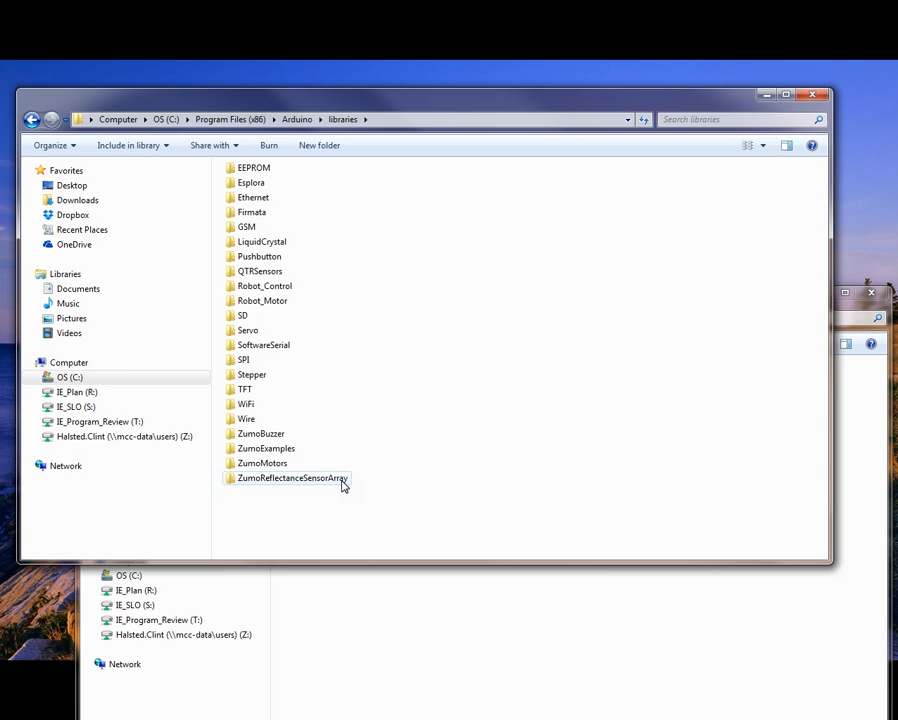 Computer OS (C:) Program Files (x86) Arduino libraries
Search libraries
Organize Include in library Share with Burn New folder
Favorites
Desktop
Downloads
Dropbox
Recent Places
OneDrive
Libraries
Documents
Music
Pictures
Videos
Computer
OS (C:)
IE_Plan (R:)
IE_SLO (S:)
IE_Program_Review (T:)
Halsted.Clint (\\mcc-data\users) (Z:)
Network
EEPROM
Esplora
Ethernet
Firmata
GSM
LiquidCrystal
Pushbutton
QTRSensors
Robot_Control
Robot_Motor
SD
Servo
SoftwareSerial
SPI
Stepper
TFT
WiFi
Wire
ZumoBuzzer
ZumoExamples
ZumoMotors
ZumoReflectanceSensorArray
OS (C:)
IE_Plan (R:)
IE_SLO (S:)
IE_Program_Review (T:)
Halsted.Clint (\\mcc-data\users) (Z:)
Network